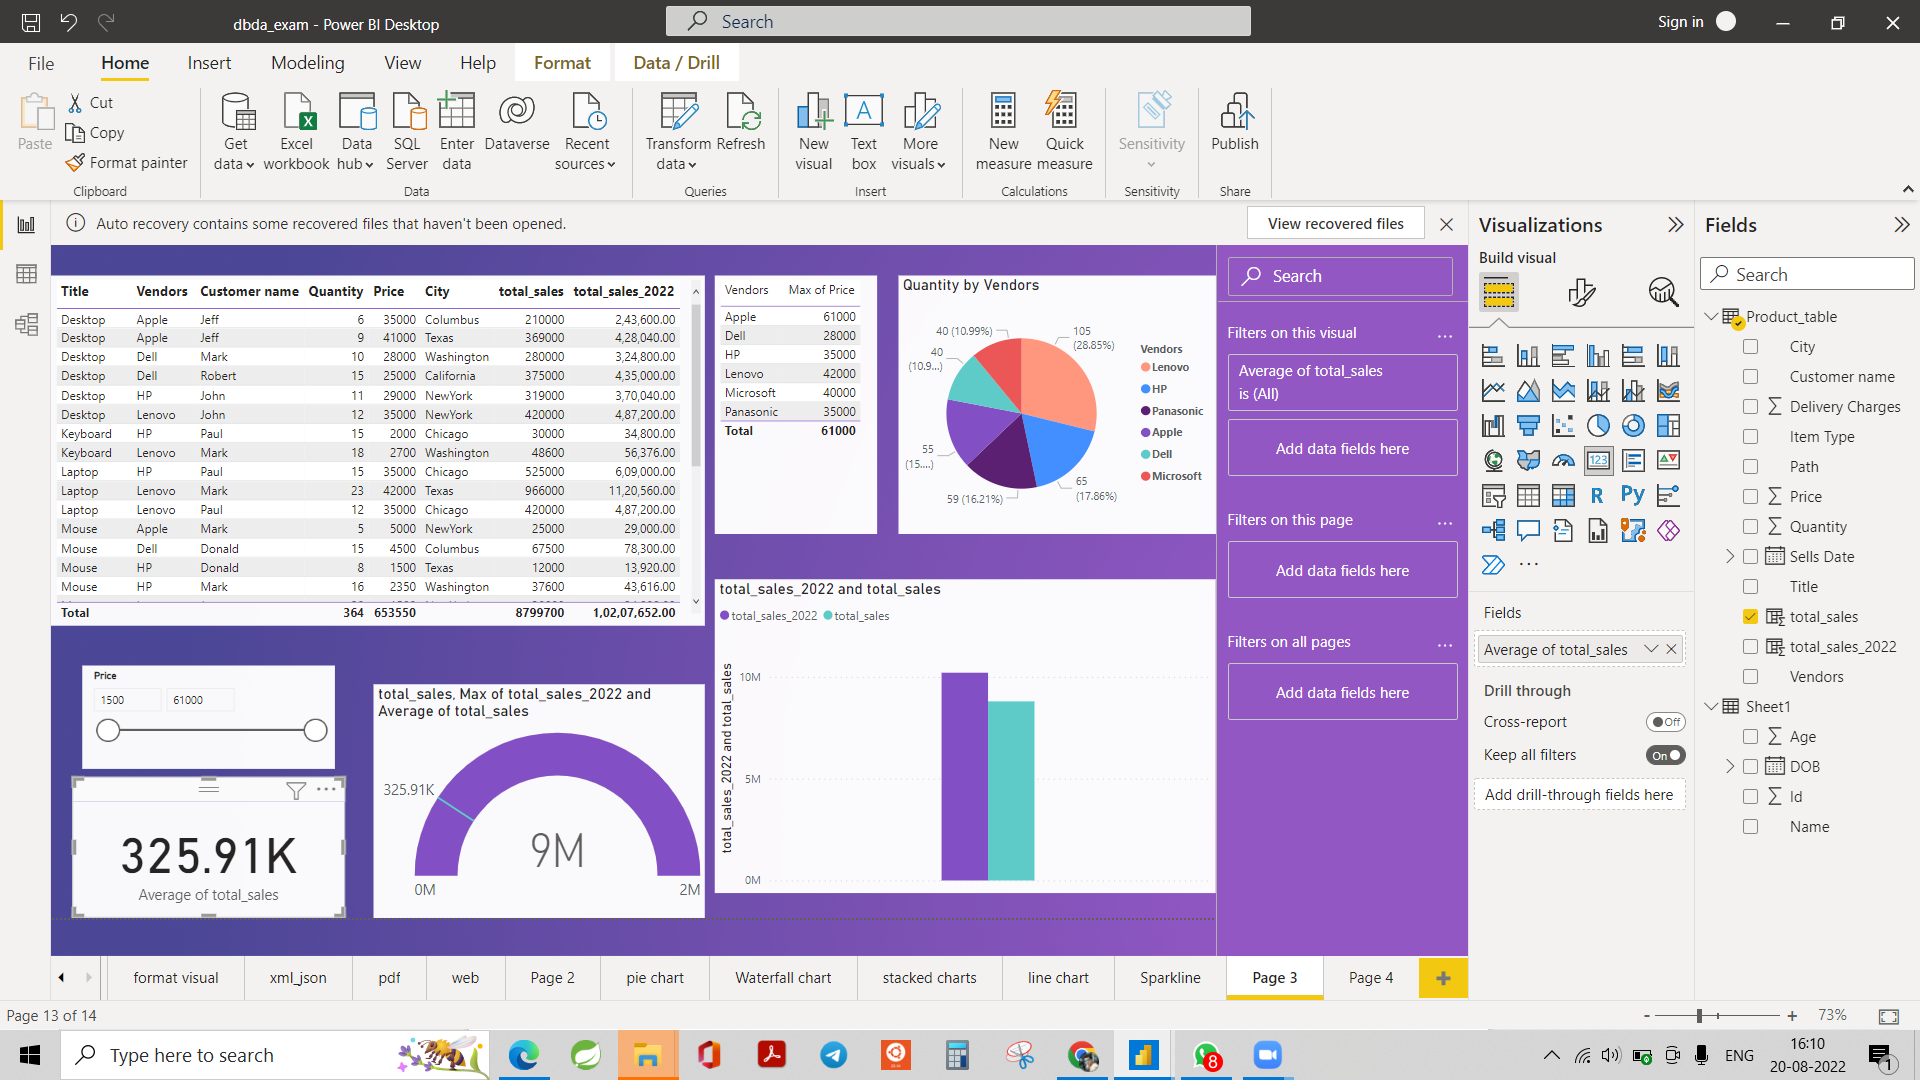 dbda_exam - Power BI Desktop
Search
Sign in
File Home Insert Modeling View Help Format Data / Drill
Paste
Cut
Copy
Format painter
Clipboard
Get data
Excel workbook
Data hub
SQL Server
Enter data
Dataverse
Recent sources
Data
Transform data
Refresh
Queries
New visual
Text box
More visuals
Insert
New measure
Quick measure
Calculations
Sensitivity
Sensitivity
Publish
Share
Auto recovery contains some recovered files that haven't been opened.
View recovered files
Title Vendors Customer name Quantity Price City total_sales total_sales_2022
Desktop Apple Jeff 6 35000 Columbus 210000 2,43,600.00
Desktop Apple Jeff 9 41000 Texas 369000 4,28,040.00
Desktop Dell Mark 10 28000 Washington 280000 3,24,800.00
Desktop Dell Robert 15 25000 California 375000 4,35,000.00
Desktop HP John 11 29000 NewYork 319000 3,70,040.00
Desktop Lenovo John 12 35000 NewYork 420000 4,87,200.00
Keyboard HP Paul 15 2000 Chicago 30000 34,800.00
Keyboard Lenovo Mark 18 2700 Washington 48600 56,376.00
Laptop HP Paul 15 35000 Chicago 525000 6,09,000.00
Laptop Lenovo Mark 23 42000 Texas 966000 11,20,560.00
Laptop Lenovo Paul 12 35000 Chicago 420000 4,87,200.00
Mouse Apple Mark 5 5000 NewYork 25000 29,000.00
Mouse Dell Donald 15 4500 Columbus 67500 78,300.00
Mouse HP Donald 8 1500 Texas 12000 13,920.00
Mouse HP Mark 16 2350 Washington 37600 43,616.00
Total 364 653550 8799700 1,02,07,652.00
Vendors Max of Price
Apple 61000
Dell 28000
HP 35000
Lenovo 42000
Microsoft 40000
Panasonic 35000
Total 61000
Quantity by Vendors
40 (10.99%)
105
(28.85%)
40
(10.9...)
55
(15....)
59 (16.21%)
65
(17.86%)
Vendors
Lenovo
HP
Panasonic
Apple
Dell
Microsoft
Price
1500 61000
325.91K
Average of total_sales
total_sales, Max of total_sales_2022 and
Average of total_sales
325.91K
9M
0M
2M
total_sales_2022 and total_sales
total_sales_2022 total_sales
total_sales_2022 and total_sales
10M
5M
0M
Search
Filters on this visual
Average of total_sales
is (All)
Add data fields here
Filters on this page
Add data fields here
Filters on all pages
Add data fields here
Visualizations
Build visual
123
R
Py
Fields
Average of total_sales
Drill through
Cross-report
Off
Keep all filters
On
Add drill-through fields here
Fields
Search
Product_table
City
Customer name
Delivery Charges
Item Type
Path
Price
Quantity
Sells Date
Title
total_sales
total_sales_2022
Vendors
Sheet1
Age
DOB
Id
Name
format visual xml_json pdf web Page 2 pie chart Waterfall chart stacked charts line chart Sparkline Page 3 Page 4
Page 13 of 14
73%
Type here to search
8
ENG
16:10
20-08-2022
1